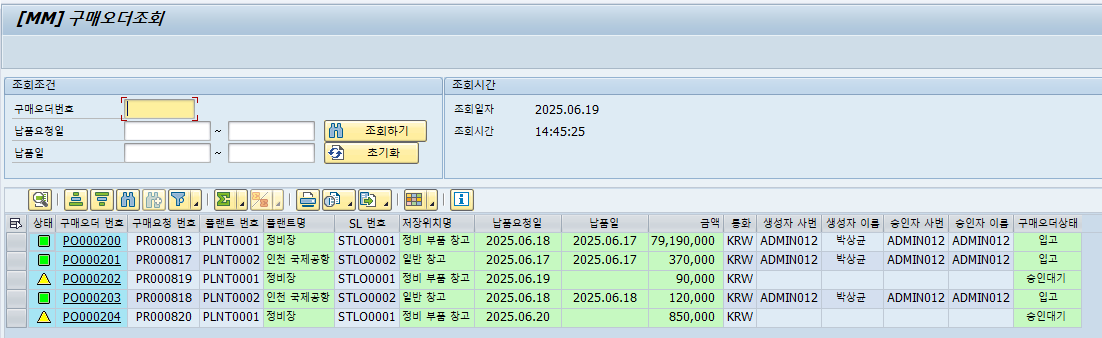 [MM] 구매오더조회
조회조건
조회시간
구매오더번호
조회일자 2025.06.19
납품요청일 ~ 조회하기
조회시간 14:45:25
납품일 ~ 초기화
상태 구매오더 번호 구매요청 번호 플랜트 번호 플랜트명 SL 번호 저장위치명 납품요청일 납품일 금액 통화 생성자 사번 생성자 이름 승인자 사번 승인자 이름 구매오더상태
PO000200 PR000813 PLNT0001 정비장 STLO0001 정비 부품 창고 2025.06.18 2025.06.17 79,190,000 KRW ADMIN012 박상균 ADMIN012 ADMIN012 입고
PO000201 PR000817 PLNT0002 인천 국제공항 STLO0002 일반 창고 2025.06.17 2025.06.17 370,000 KRW ADMIN012 박상균 ADMIN012 ADMIN012 입고
PO000202 PR000819 PLNT0001 정비장 STLO0001 정비 부품 창고 2025.06.19 90,000 KRW 승인대기
PO000203 PR000818 PLNT0002 인천 국제공항 STLO0002 일반 창고 2025.06.18 2025.06.18 120,000 KRW ADMIN012 박상균 ADMIN012 ADMIN012 입고
PO000204 PR000820 PLNT0001 정비장 STLO0001 정비 부품 창고 2025.06.20 850,000 KRW 승인대기